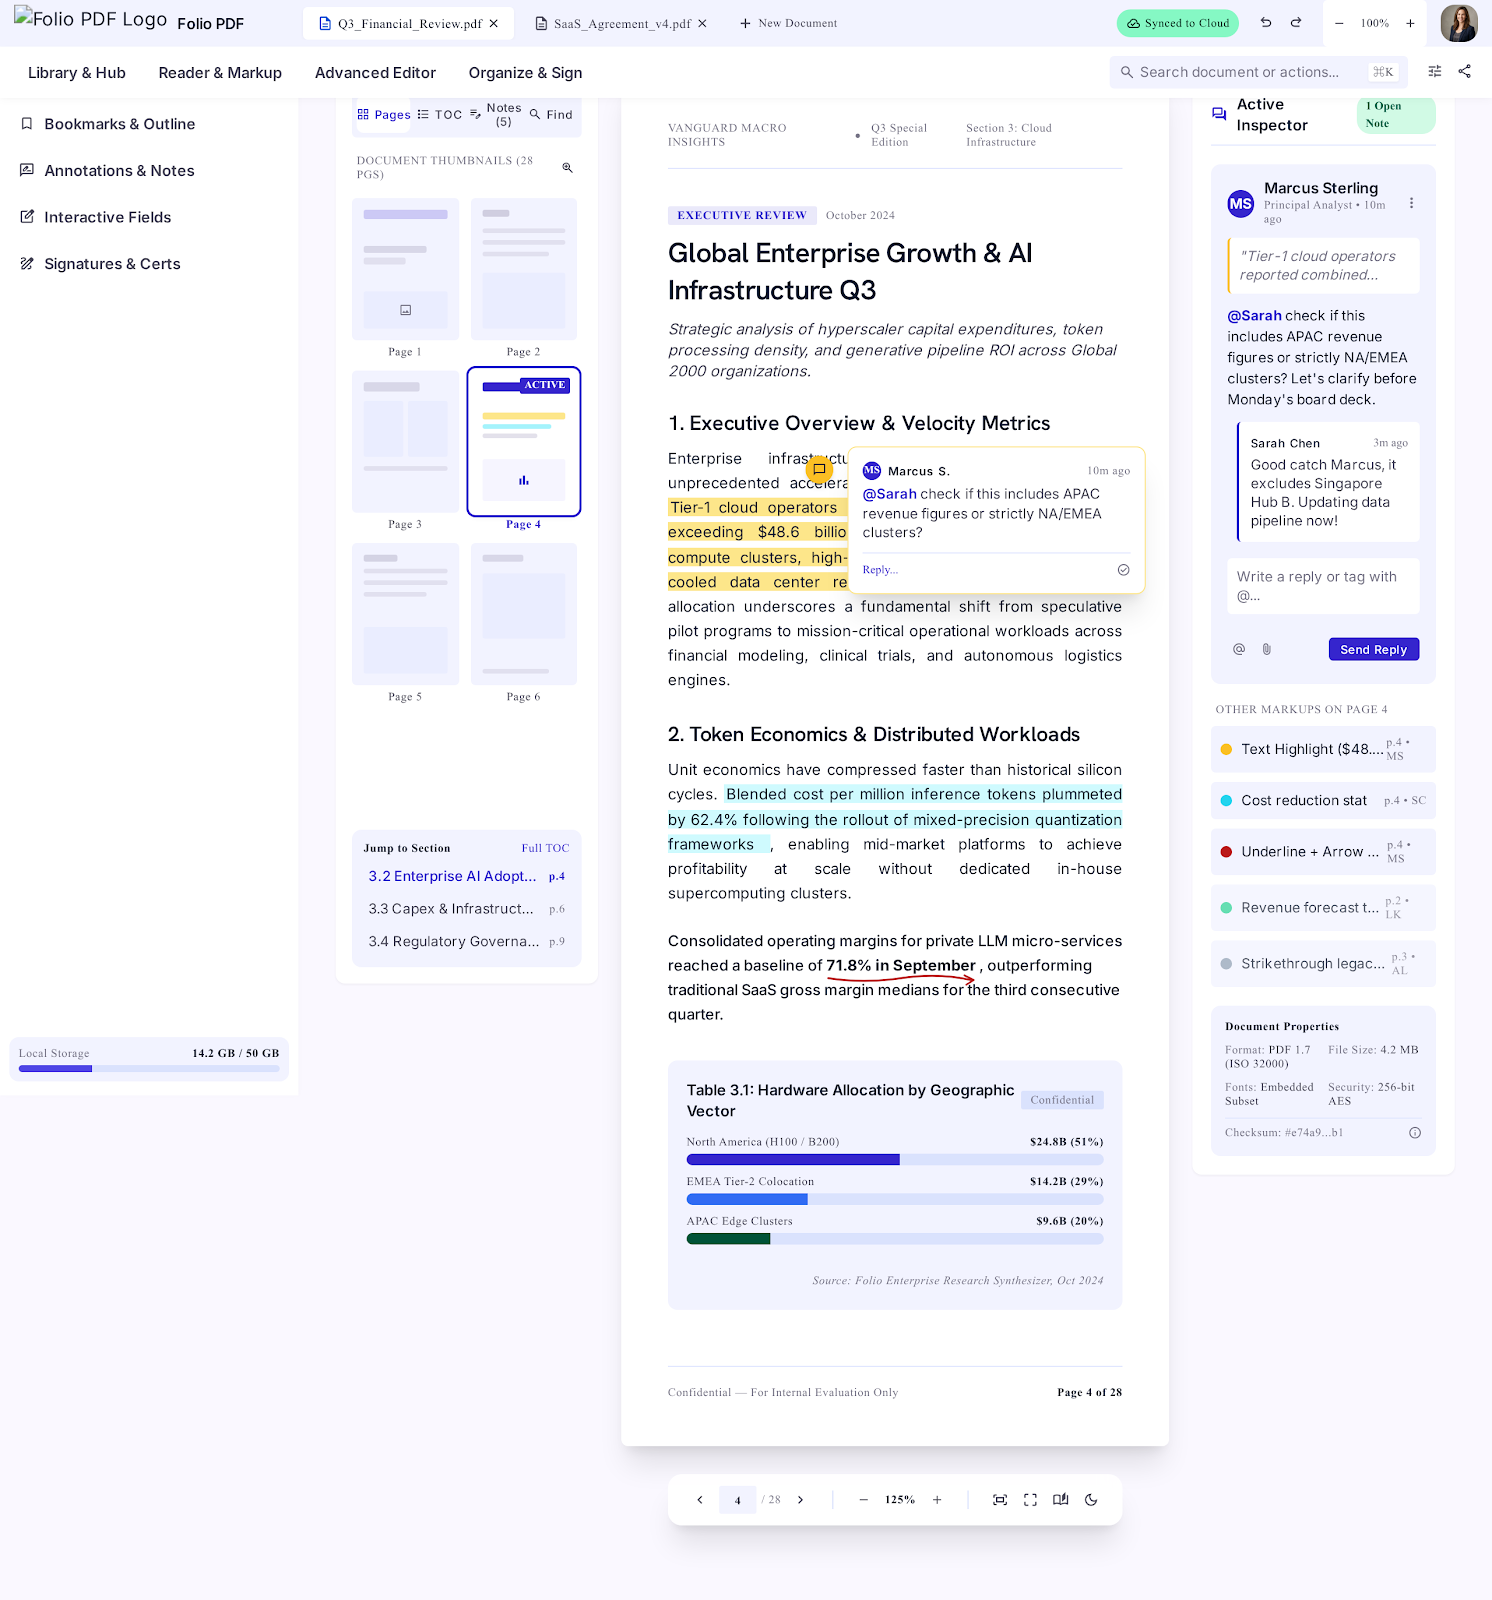 Folio PDF Logo
Folio PDF
Q3_Financial_Review.pdf
SaaS_Agreement_v4.pdf
New Document
Synced to Cloud
100%
Library & Hub
Reader & Markup
Advanced Editor
Organize & Sign
Search document or actions...
⌘K
Bookmarks & Outline
Annotations & Notes
Interactive Fields
Signatures & Certs
Local Storage
14.2 GB / 50 GB
Pages
TOC
Notes
(5)
Find
DOCUMENT THUMBNAILS (28
PGS)
Page 1
Page 2
ACTIVE
Page 3
Page 4
Page 5
Page 6
Jump to Section
Full TOC
3.2 Enterprise AI Adopt...
p.4
3.3 Capex & Infrastruct...
p.6
3.4 Regulatory Governa...
p.9
VANGUARD MACRO
INSIGHTS
•
Q3 Special
Edition
Section 3: Cloud
Infrastructure
EXECUTIVE REVIEW
October 2024
Global Enterprise Growth & AI
Infrastructure Q3
Strategic analysis of hyperscaler capital expenditures, token
processing density, and generative pipeline ROI across Global
2000 organizations.
1. Executive Overview & Velocity Metrics
Enterprise
unprecedented
Tier-1 cloud operators
exceeding $48.6
compute clusters,
cooled data center
allocation underscores a fundamental shift from speculative
pilot programs to mission-critical operational workloads across
financial modeling, clinical trials, and autonomous logistics
engines.
MS
Marcus S.
10m ago
@Sarah check if this includes APAC
revenue figures or strictly NA/EMEA
clusters?
Reply...
2. Token Economics & Distributed Workloads
Unit economics have compressed faster than historical silicon
cycles. Blended cost per million inference tokens plummeted
by 62.4% following the rollout of mixed-precision quantization
frameworks , enabling mid-market platforms to achieve
profitability at scale without dedicated in-house
supercomputing clusters.
Consolidated operating margins for private LLM micro-services
reached a baseline of 71.8% in September , outperforming
traditional SaaS gross margin medians for the third consecutive
quarter.
Table 3.1: Hardware Allocation by Geographic
Vector
Confidential
North America (H100 / B200)
$24.8B (51%)
EMEA Tier-2 Colocation
$14.2B (29%)
APAC Edge Clusters
$9.6B (20%)
Source: Folio Enterprise Research Synthesizer, Oct 2024
Confidential — For Internal Evaluation Only
Page 4 of 28
4
/ 28
125%
Active
Inspector
1 Open
Note
MS
Marcus Sterling
Principal Analyst • 10m
ago
"Tier-1 cloud operators
reported combined...
@Sarah check if this
includes APAC revenue
figures or strictly NA/EMEA
clusters? Let's clarify before
Monday's board deck.
Sarah Chen
3m ago
Good catch Marcus, it
excludes Singapore
Hub B. Updating data
pipeline now!
Write a reply or tag with
@...
Send Reply
OTHER MARKUPS ON PAGE 4
Text Highlight ($48....
p.4 •
MS
Cost reduction stat
p.4 • SC
Underline + Arrow ...
p.4 •
MS
Revenue forecast t...
p.2 •
LK
Strikethrough legac...
p.3 •
AL
Document Properties
Format: PDF 1.7
(ISO 32000)
File Size: 4.2 MB
Fonts: Embedded
Subset
Security: 256-bit
AES
Checksum: #e74a9...b1